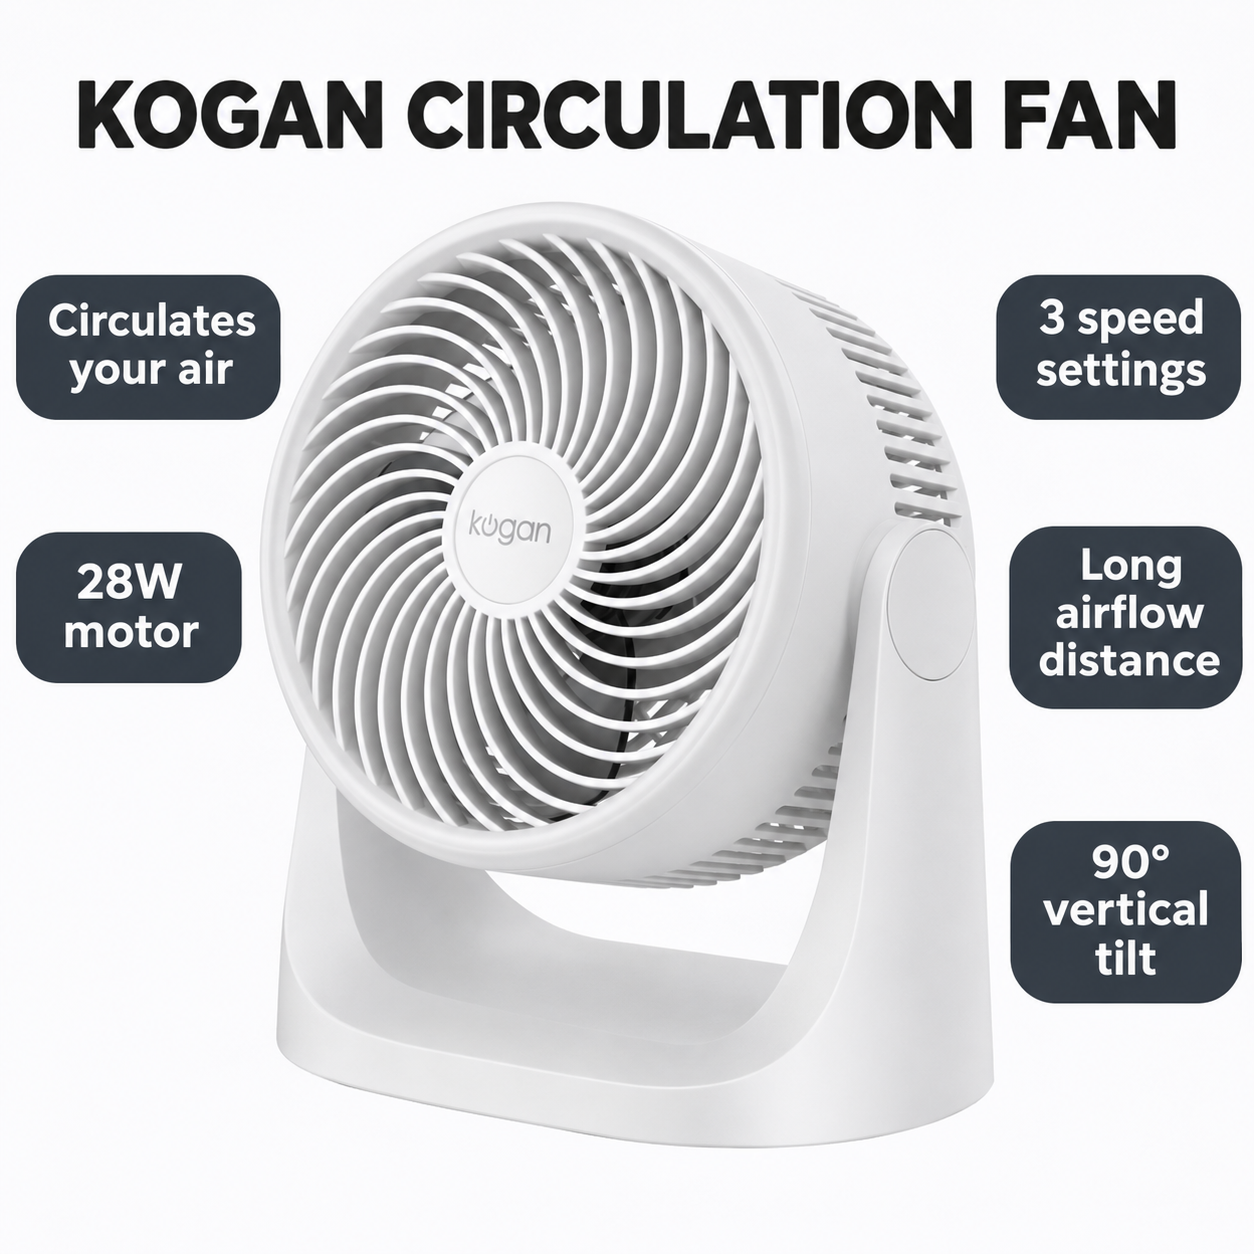 KOGAN CIRCULATION FAN
Circulates
your air
28W
motor
kogan
3 speed
settings
Long
airflow
distance
90°
vertical
tilt